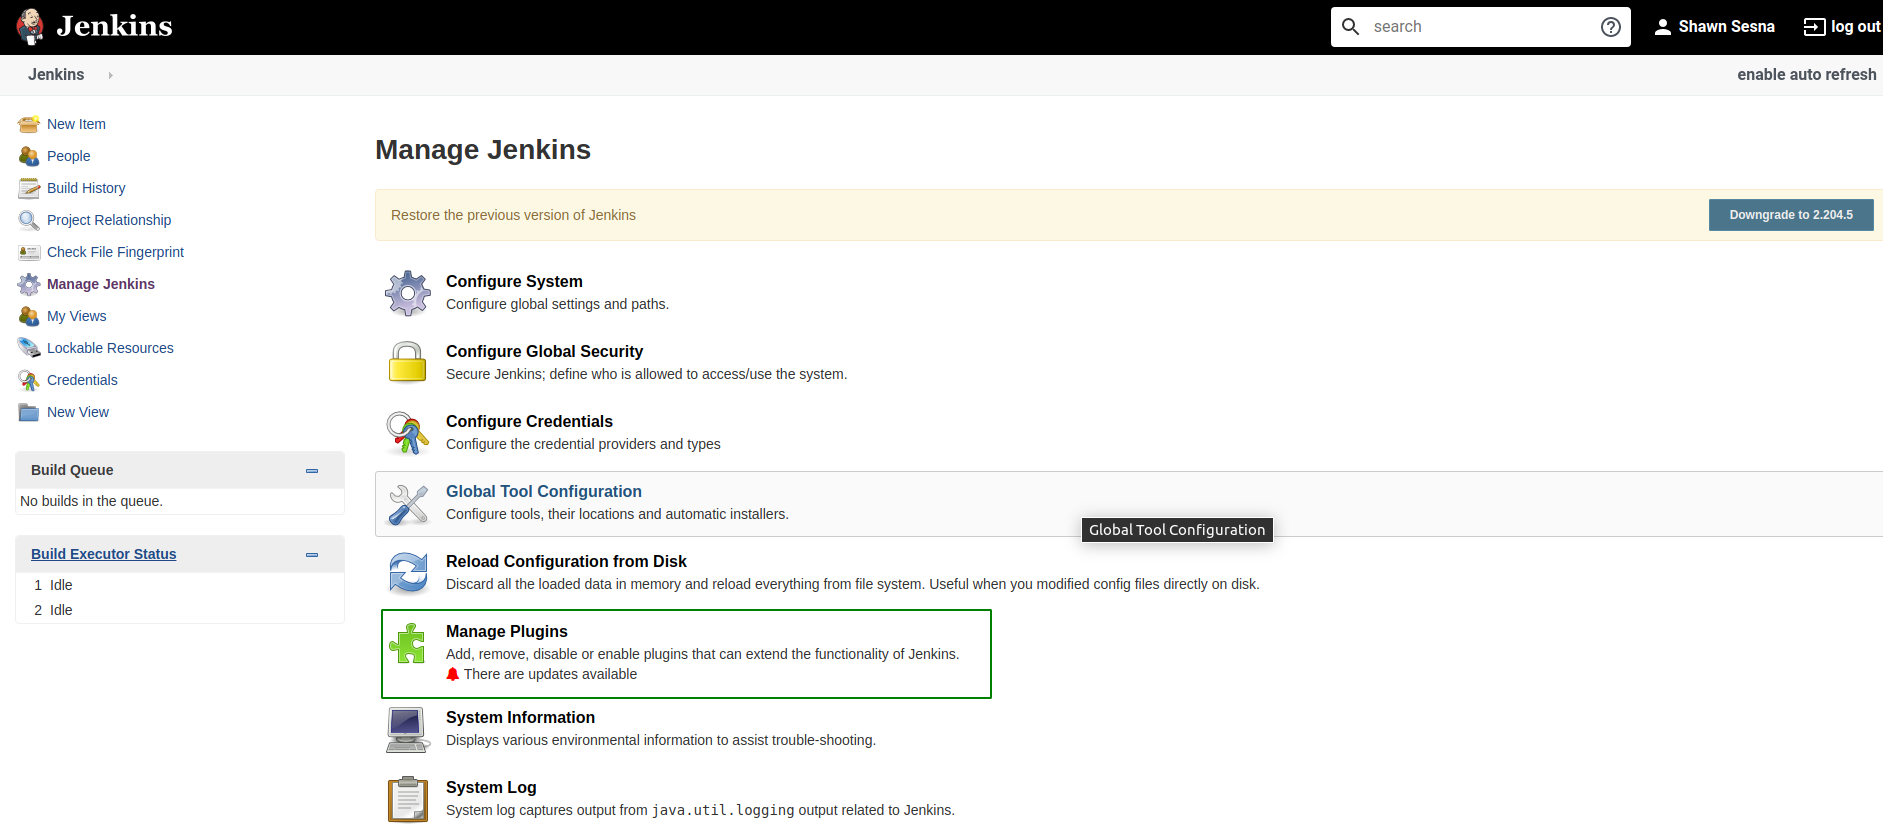 Jenkins
search
Shawn Sesna
log out
Jenkins
enable auto refresh
New Item
People
Build History
Project Relationship
Check File Fingerprint
Manage Jenkins
My Views
Lockable Resources
Credentials
New View
Build Queue
No builds in the queue.
Build Executor Status
1 Idle
2 Idle
Manage Jenkins
Restore the previous version of Jenkins
Downgrade to 2.204.5
Configure System
Configure global settings and paths.
Configure Global Security
Secure Jenkins; define who is allowed to access/use the system.
Configure Credentials
Configure the credential providers and types
Global Tool Configuration
Configure tools, their locations and automatic installers.
Global Tool Configuration
Reload Configuration from Disk
Discard all the loaded data in memory and reload everything from file system. Useful when you modified config files directly on disk.
Manage Plugins
Add, remove, disable or enable plugins that can extend the functionality of Jenkins.
There are updates available
System Information
Displays various environmental information to assist trouble-shooting.
System Log
System log captures output from java.util.logging output related to Jenkins.